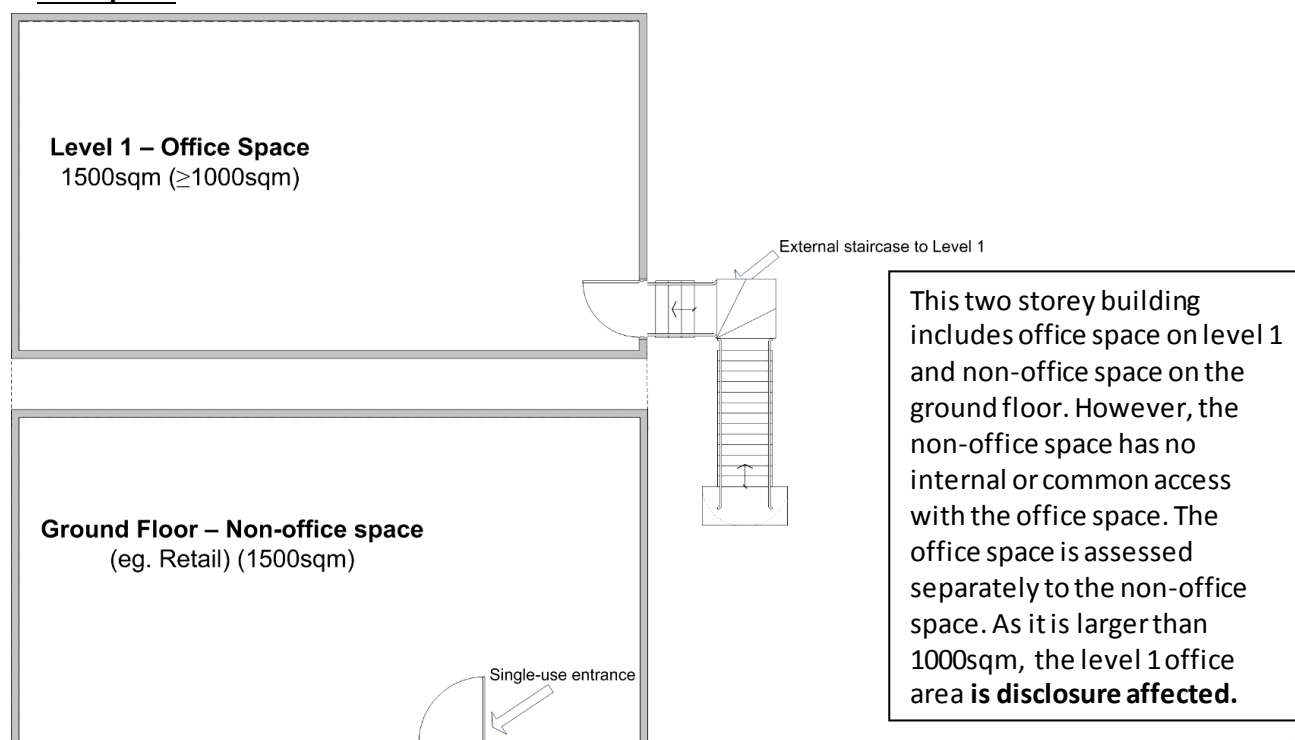 Level 1 – Office Space
1500sqm (≥1000sqm)
External staircase to Level 1
This two storey building
includes office space on level 1
and non-office space on the
ground floor. However, the
non-office space has no
internal or common access
with the office space. The
office space is assessed
separately to the non-office
space. As it is larger than
1000sqm, the level 1 office
area is disclosure affected.
Ground Floor – Non-office space
(eg. Retail) (1500sqm)
Single-use entrance